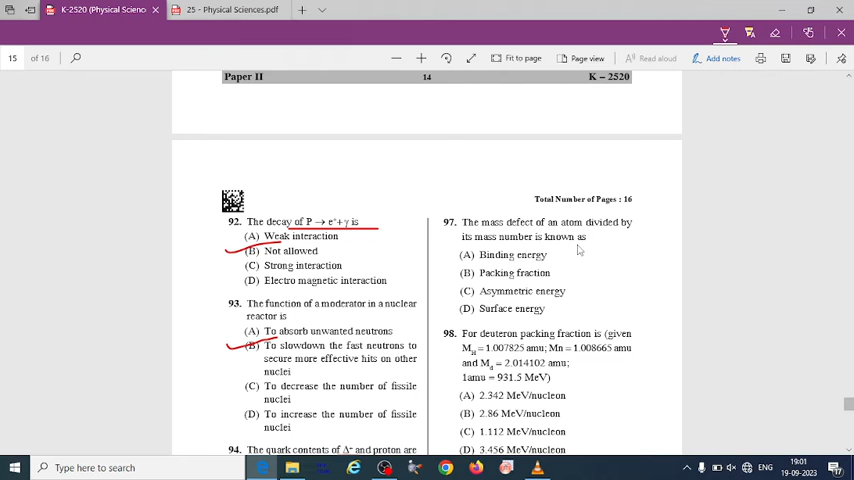 K-2520 (Physical Scienc
25 - Physical Sciences.pdf
15 of 16
Fit to page
Page view
Read aloud
Add notes
Paper II 14 K – 2520
Total Number of Pages : 16
92. The decay of P → e⁺+ γ is
(A) Weak interaction
(B) Not allowed
(C) Strong interaction
(D) Electro magnetic interaction
93. The function of a moderator in a nuclear
reactor is
(A) To absorb unwanted neutrons
(B) To slowdown the fast neutrons to
secure more effective hits on other
nuclei
(C) To decrease the number of fissile
nuclei
(D) To increase the number of fissile
nuclei
94. The quark contents of Δ⁺ and proton are
97. The mass defect of an atom divided by
its mass number is known as
(A) Binding energy
(B) Packing fraction
(C) Asymmetric energy
(D) Surface energy
98. For deuteron packing fraction is (given
M_H = 1.007825 amu; Mn = 1.008665 amu
and M_d = 2.014102 amu;
1amu = 931.5 MeV)
(A) 2.342 MeV/nucleon
(B) 2.86 MeV/nucleon
(C) 1.112 MeV/nucleon
(D) 3.456 MeV/nucleon
Type here to search
ENG
19:01
19-09-2023
17